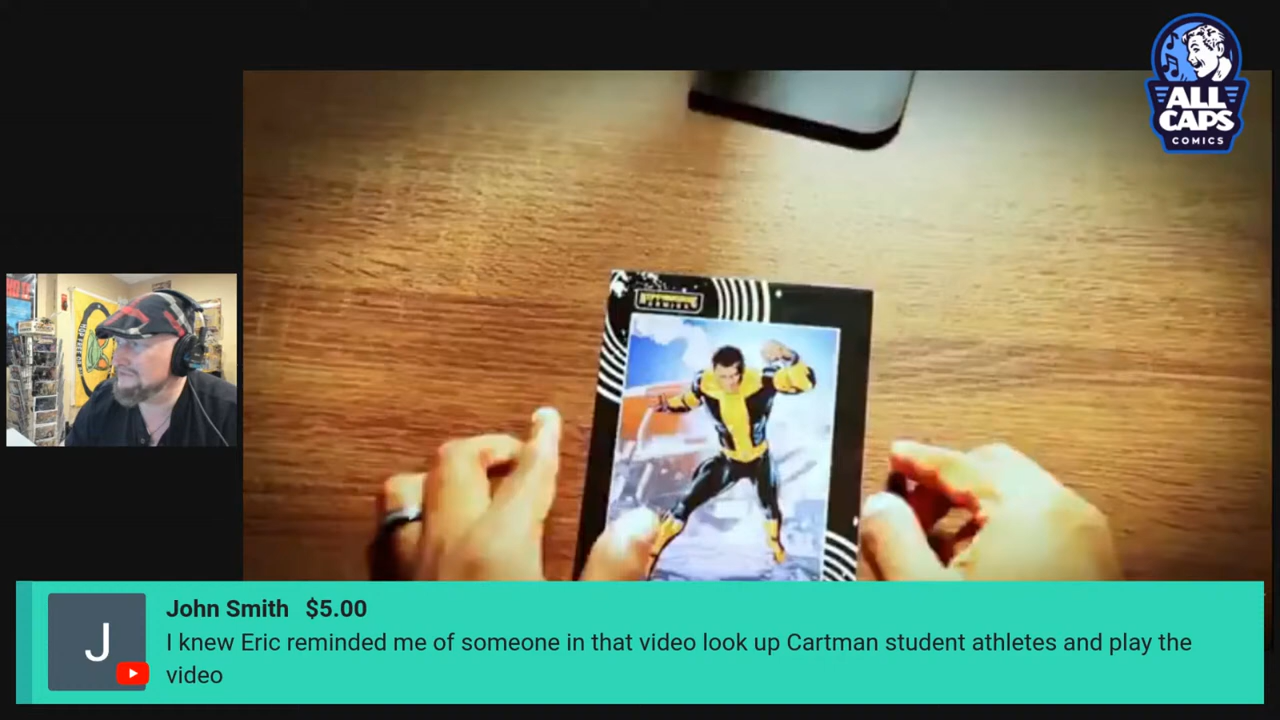 ALL
CAPS
COMICS
J
John Smith $5.00
I knew Eric reminded me of someone in that video look up Cartman student athletes and play the
video